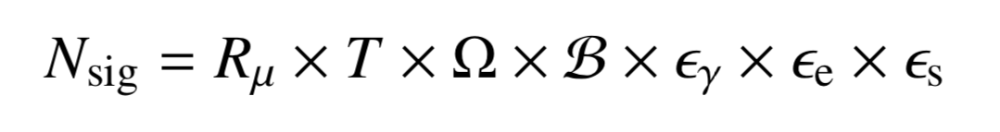 N_sig = R_μ × T × Ω × ℬ × ϵ_γ × ϵ_e × ϵ_s